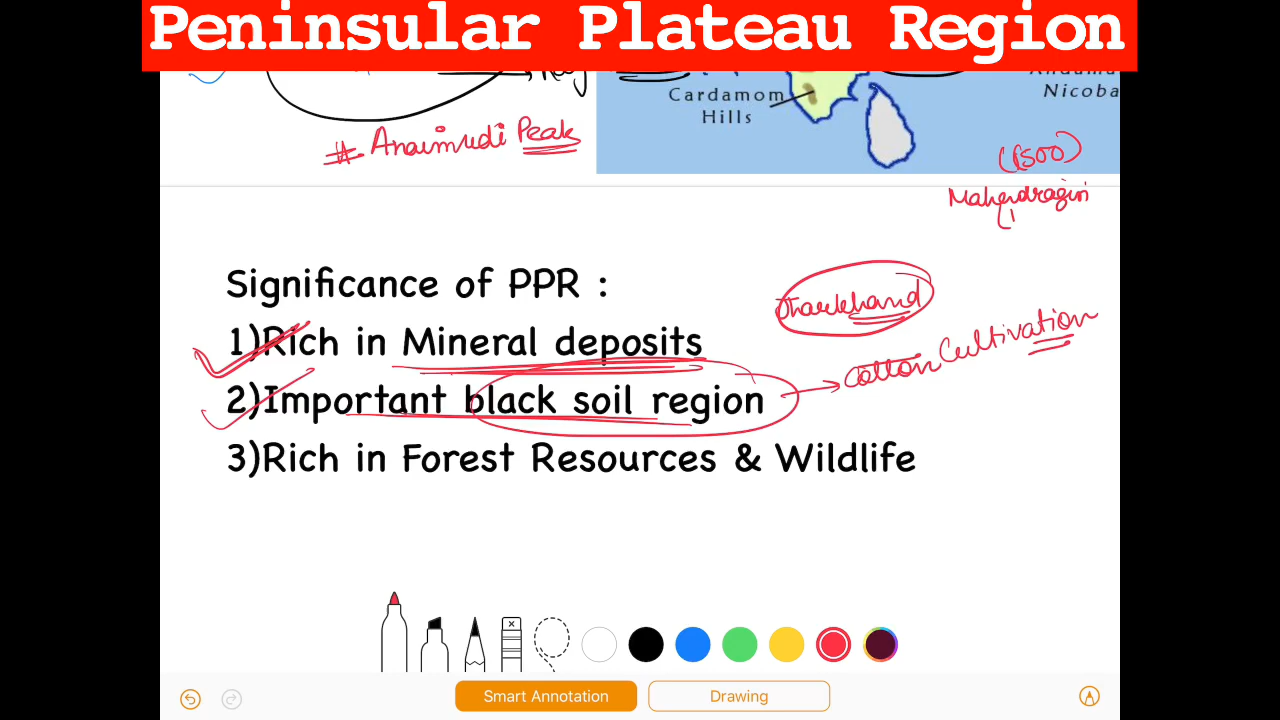 Peninsular Plateau Region
Cardamom
Hills
Nicoba
# Anaimudi Peak
(1500)
Mahendragiri
Significance of PPR :
Jharkhand
1)Rich in Mineral deposits
2)Important black soil region
cotton Cultivation
3)Rich in Forest Resources & Wildlife
Smart Annotation
Drawing